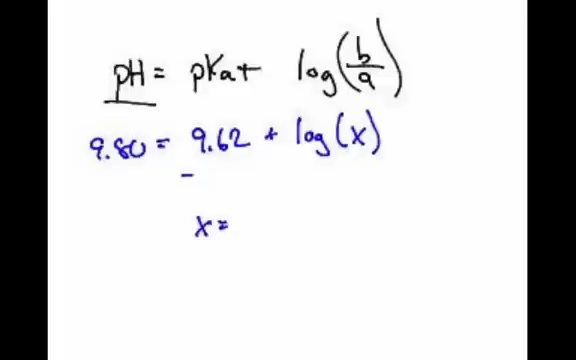 pH = pKa + log(b/a)
9.80 = 9.62 + log(x)
-
x =